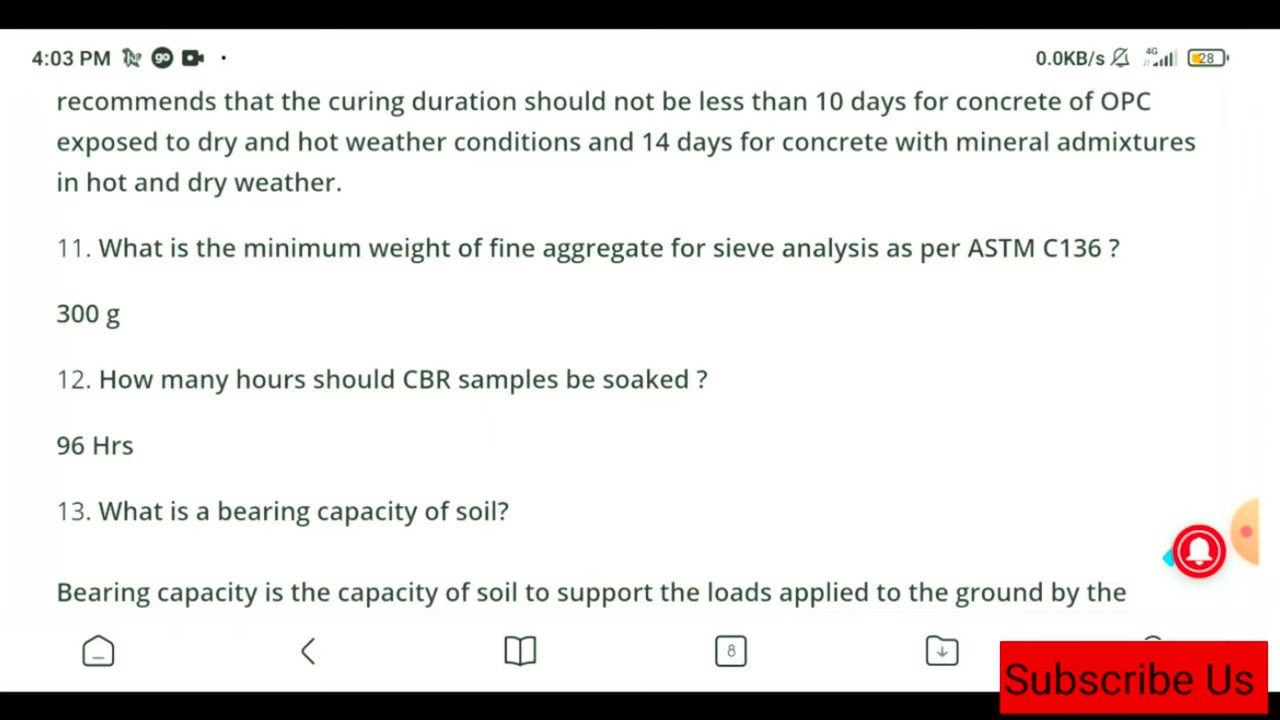 4:03 PM go 0.0KB/s 4G 28
recommends that the curing duration should not be less than 10 days for concrete of OPC
exposed to dry and hot weather conditions and 14 days for concrete with mineral admixtures
in hot and dry weather.
11. What is the minimum weight of fine aggregate for sieve analysis as per ASTM C136 ?
300 g
12. How many hours should CBR samples be soaked ?
96 Hrs
13. What is a bearing capacity of soil?
Bearing capacity is the capacity of soil to support the loads applied to the ground by the
8
Subscribe Us